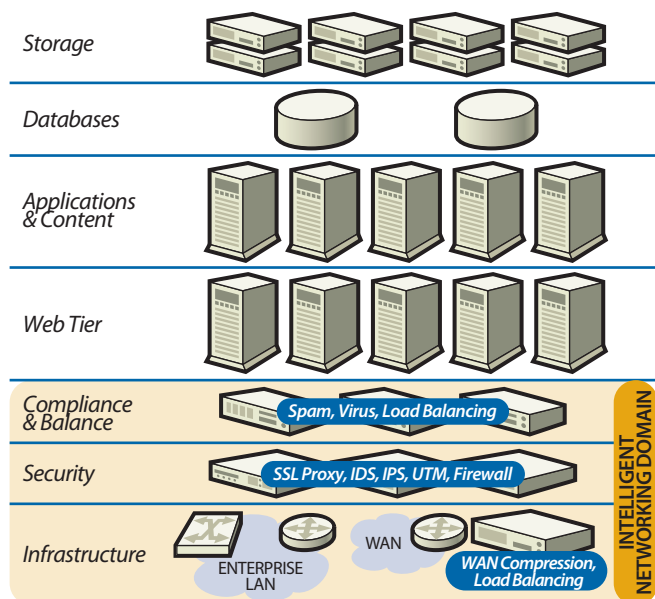 Storage
Databases
Applications
& Content
Web Tier
Compliance
& Balance
Spam, Virus, Load Balancing
Security
SSL Proxy, IDS, IPS, UTM, Firewall
Infrastructure
ENTERPRISE
LAN
WAN
WAN Compression,
Load Balancing
INTELLIGENT
NETWORKING DOMAIN